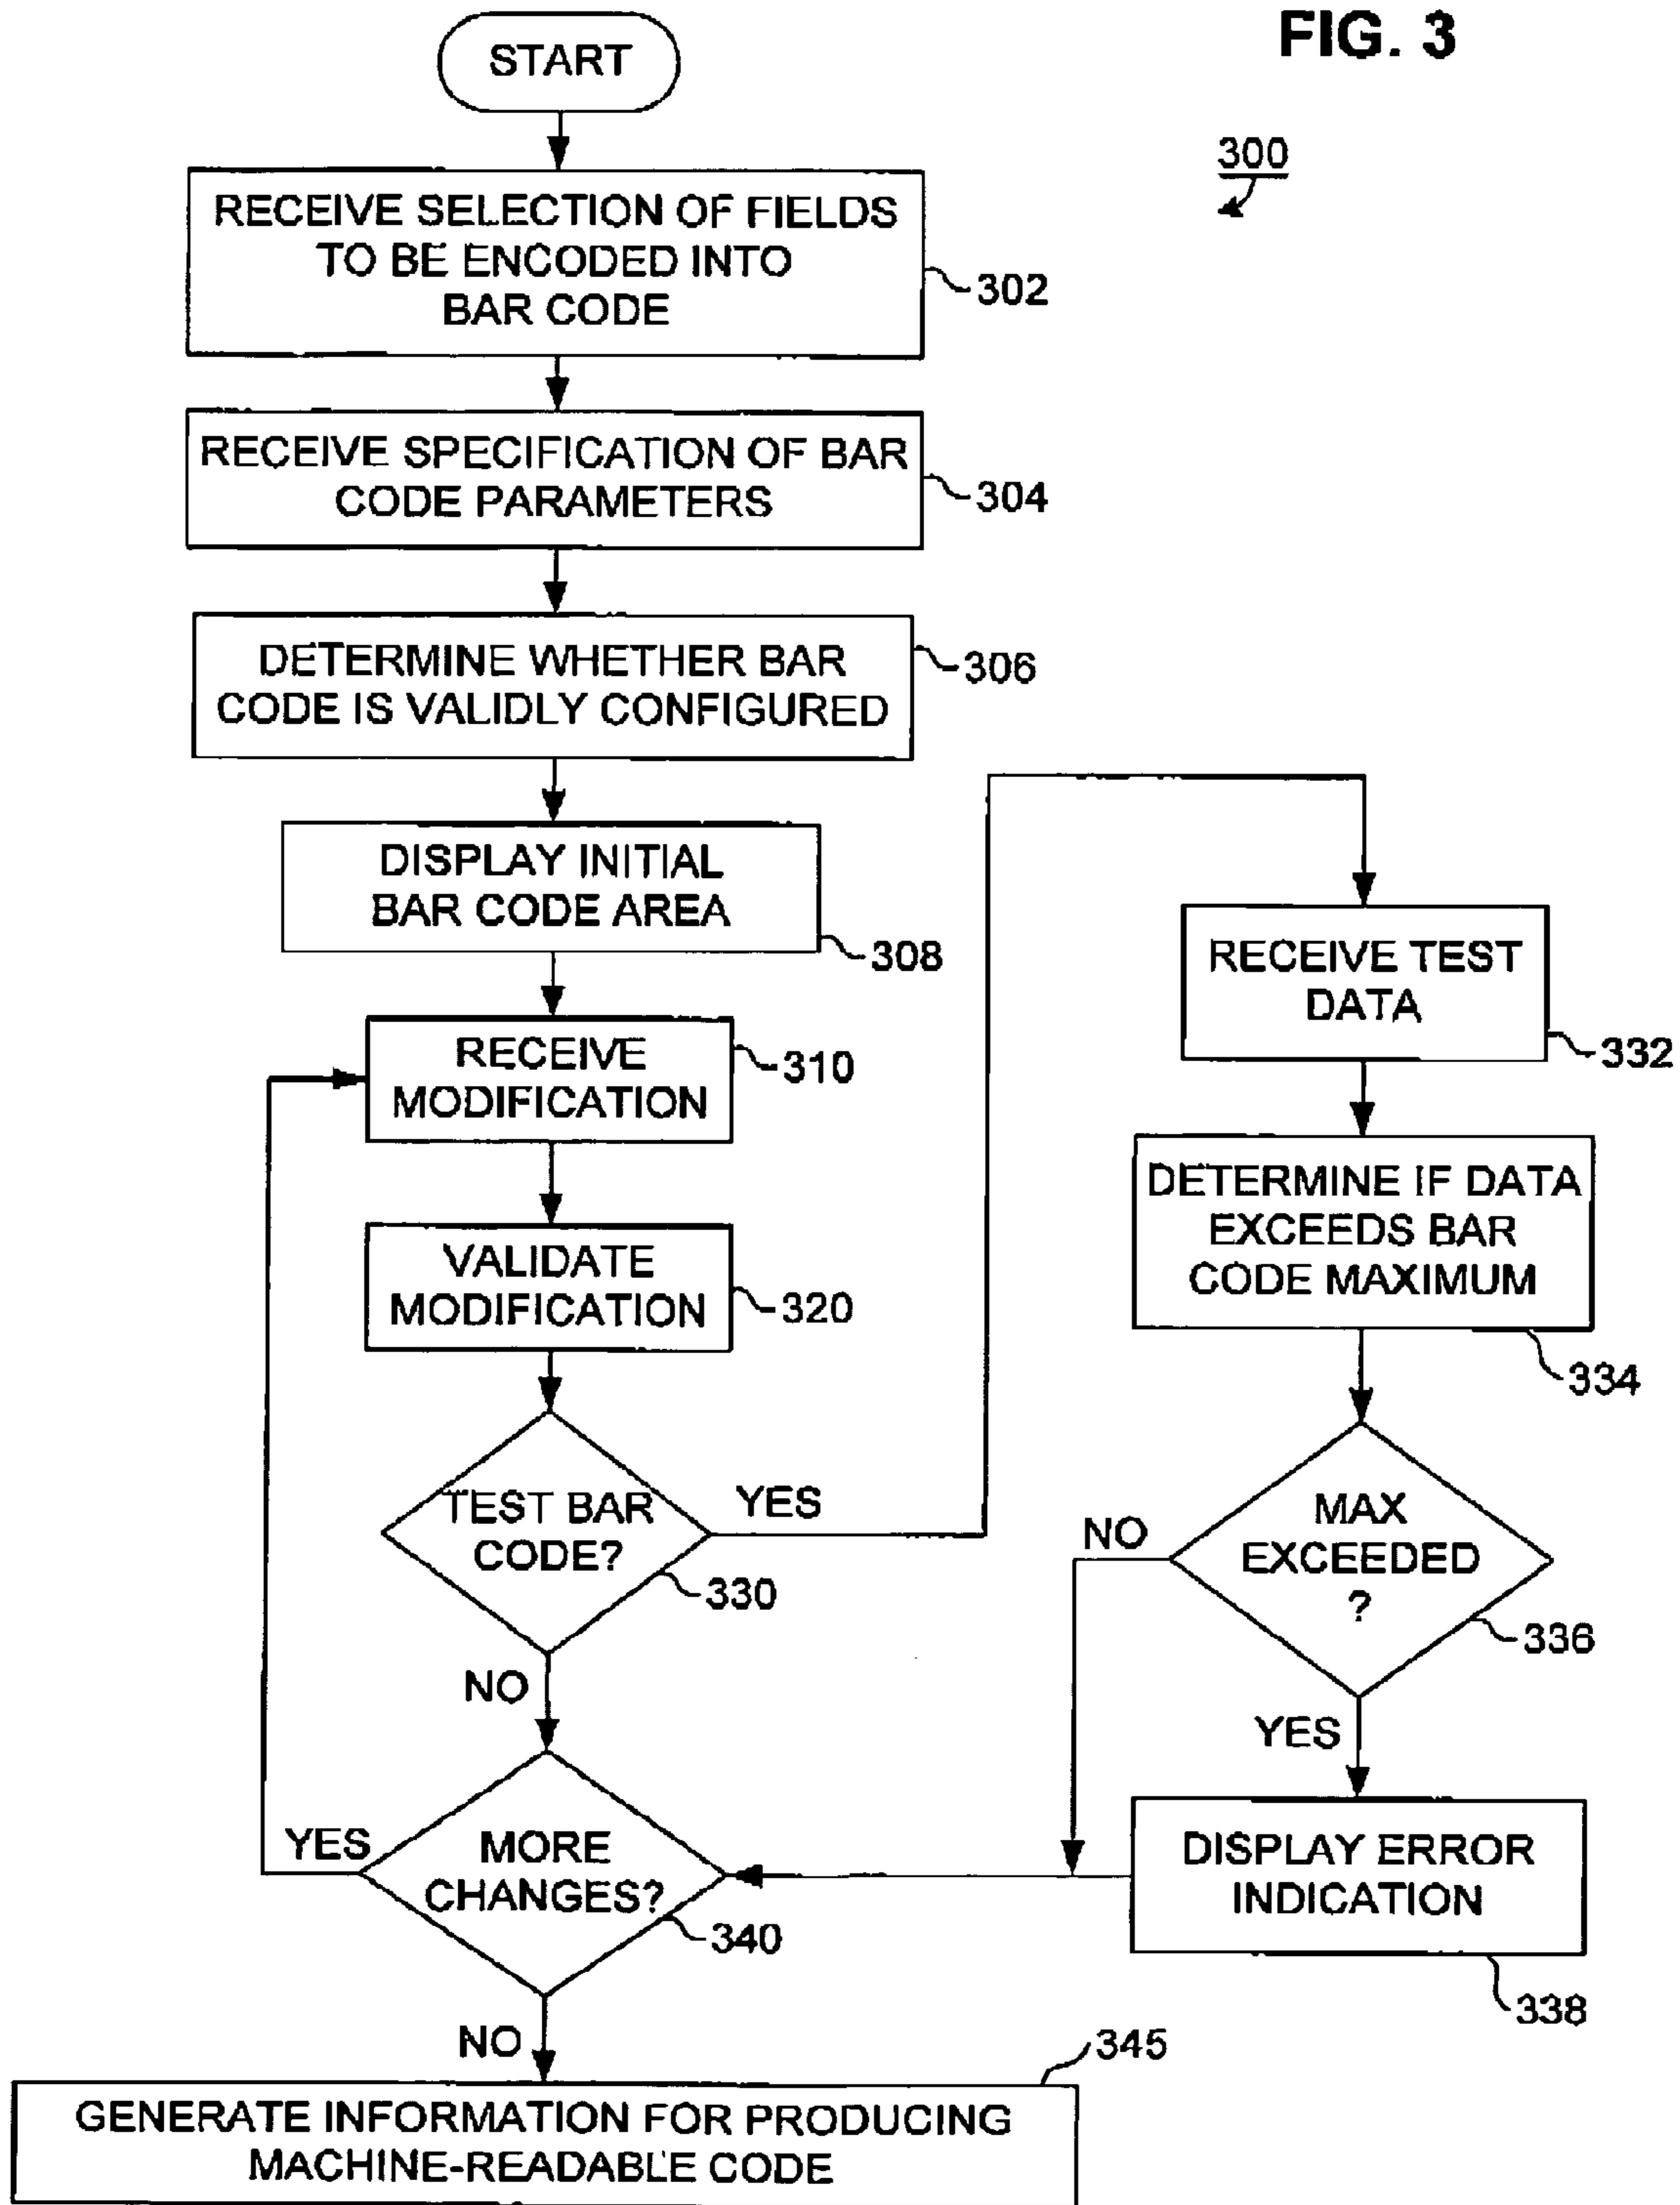 FIG. 3
300
START
RECEIVE SELECTION OF FIELDS
TO BE ENCODED INTO
BAR CODE
302
RECEIVE SPECIFICATION OF BAR
CODE PARAMETERS
304
DETERMINE WHETHER BAR
CODE IS VALIDLY CONFIGURED
306
DISPLAY INITIAL
BAR CODE AREA
308
RECEIVE
MODIFICATION
310
VALIDATE
MODIFICATION
320
TEST BAR
CODE?
330
YES
NO
RECEIVE TEST
DATA
332
DETERMINE IF DATA
EXCEEDS BAR
CODE MAXIMUM
334
MAX
EXCEEDED
?
336
NO
YES
DISPLAY ERROR
INDICATION
338
MORE
CHANGES?
340
YES
NO
GENERATE INFORMATION FOR PRODUCING
MACHINE-READABLE CODE
345